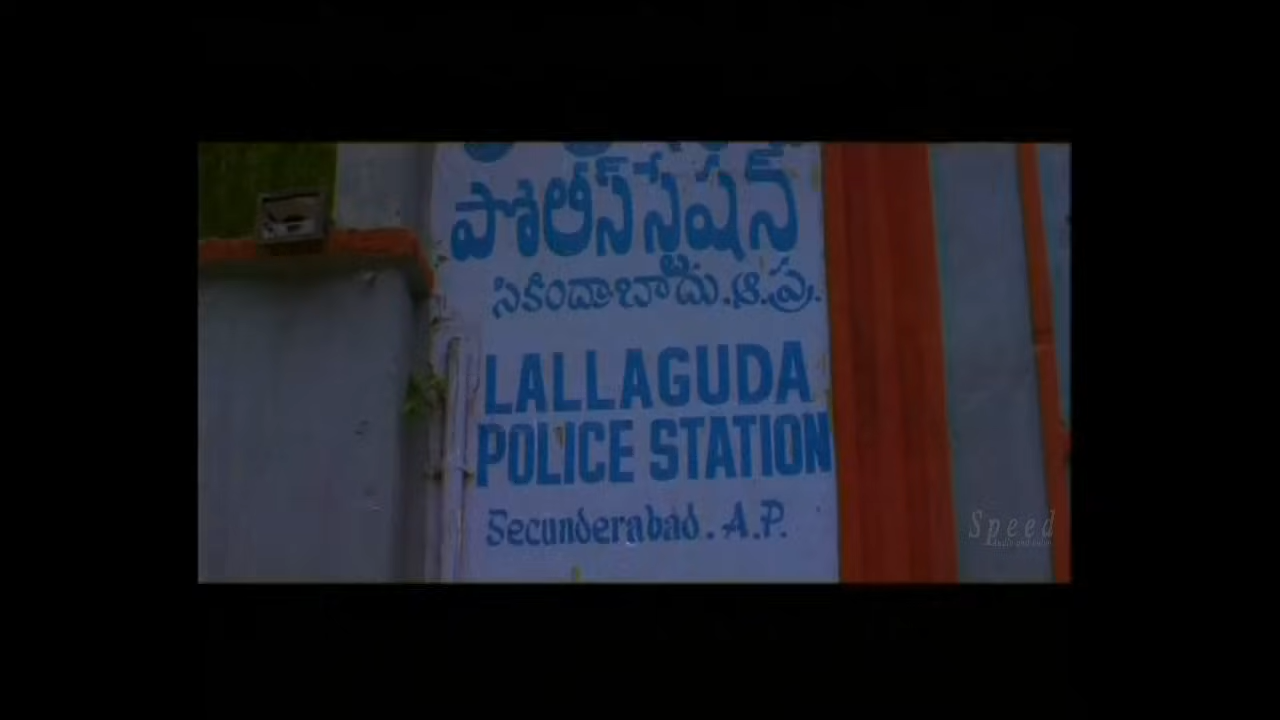 పోలీస్ స్టేషన్
సికింద్రాబాదు.ఆ.ప్ర.
LALLAGUDA
POLICE STATION
Secunderabad. A.P.
Speed